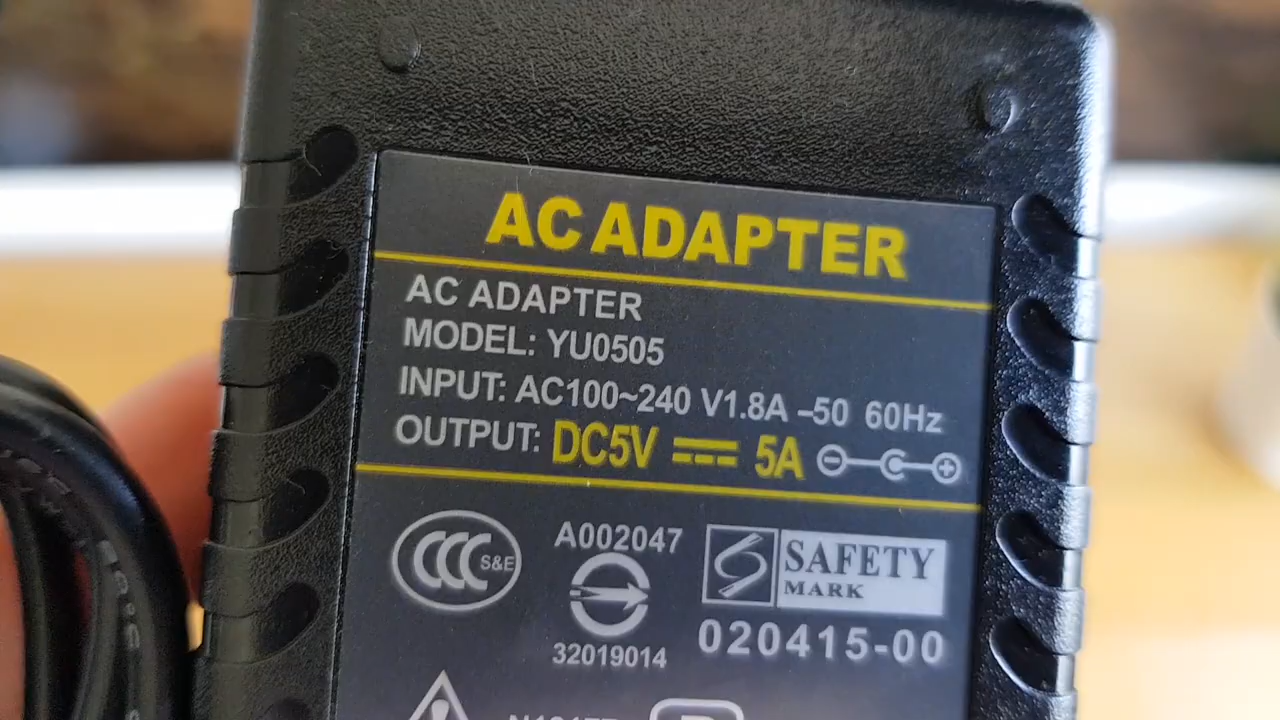 AC ADAPTER
AC ADAPTER
MODEL: YU0505
INPUT: AC100~240 V1.8A –50 60Hz
OUTPUT: DC5V ⎓ 5A
CCC S&E
A002047
32019014
SAFETY
MARK
020415-00